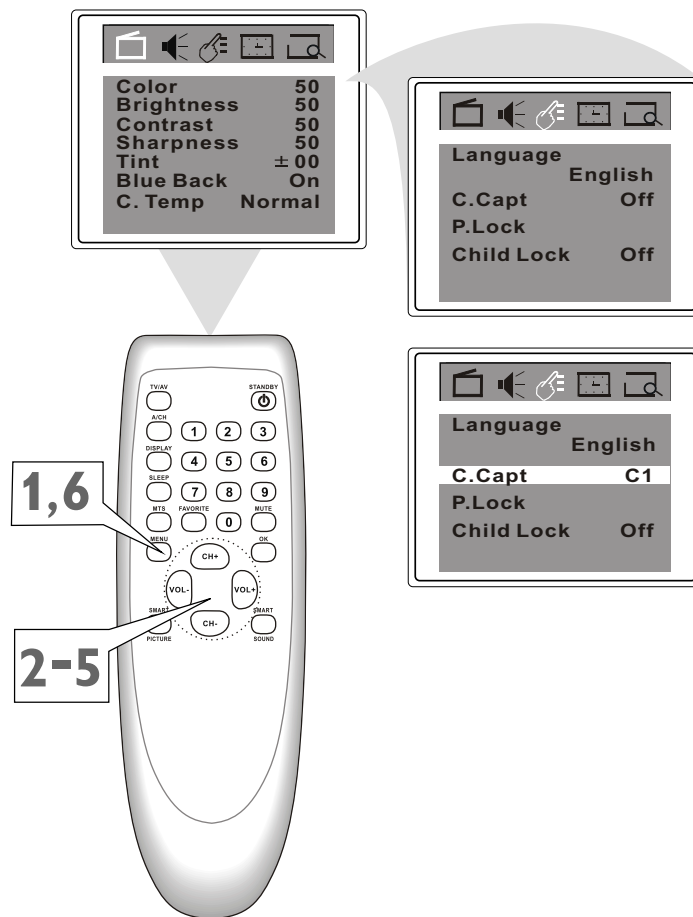 Color 50
Brightness 50
Contrast 50
Sharpness 50
Tint ± 00
Blue Back On
C. Temp Normal
Language
English
C.Capt Off
P.Lock
Child Lock Off
Language
English
C.Capt C1
P.Lock
Child Lock Off
TV/AV STANDBY
A/CH
1 2 3
DISPLAY
4 5 6
SLEEP
7 8 9
MTS FAVORITE MUTE
0
MENU OK
CH+
VOL- VOL+
SMART SMART
CH-
PICTURE SOUND
1,6
2-5